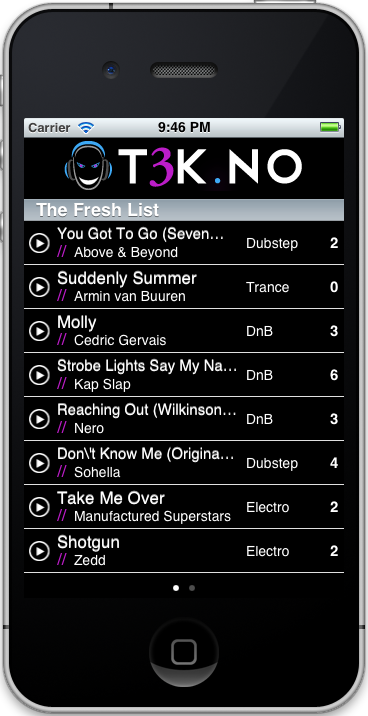 Carrier 9:46 PM
T3K.NO
The Fresh List
You Got To Go (Seven...
// Above & Beyond
Dubstep 2
Suddenly Summer
// Armin van Buuren
Trance 0
Molly
// Cedric Gervais
DnB 3
Strobe Lights Say My Na...
// Kap Slap
DnB 6
Reaching Out (Wilkinson...
// Nero
DnB 3
Don\'t Know Me (Origina...
// Sohella
Dubstep 4
Take Me Over
// Manufactured Superstars
Electro 2
Shotgun
// Zedd
Electro 2